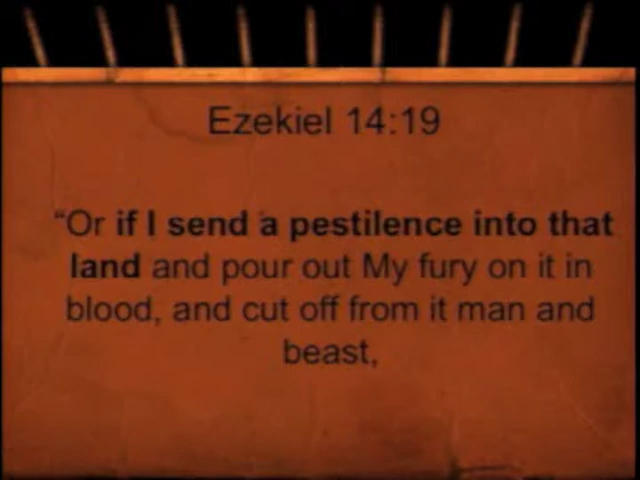 Ezekiel 14:19
“Or if I send a pestilence into that
land and pour out My fury on it in
blood, and cut off from it man and
beast,